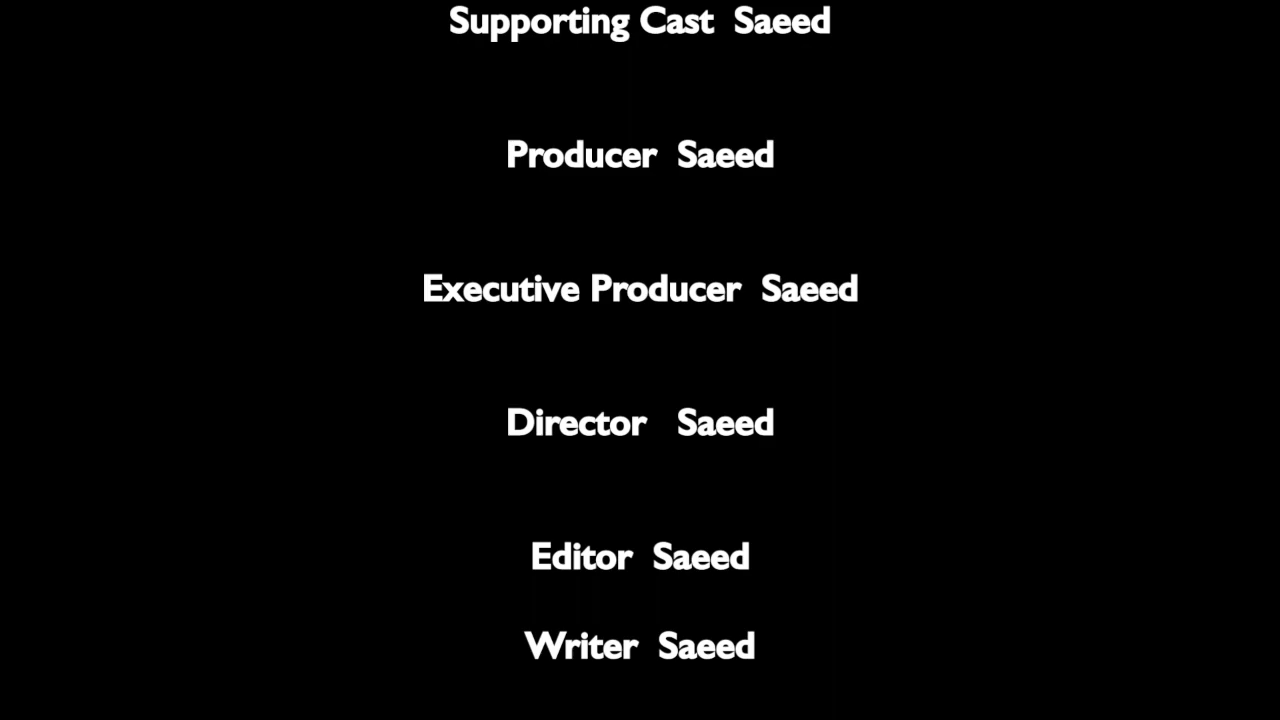 Supporting Cast  Saeed
Producer  Saeed
Executive Producer  Saeed
Director   Saeed
Editor  Saeed
Writer  Saeed